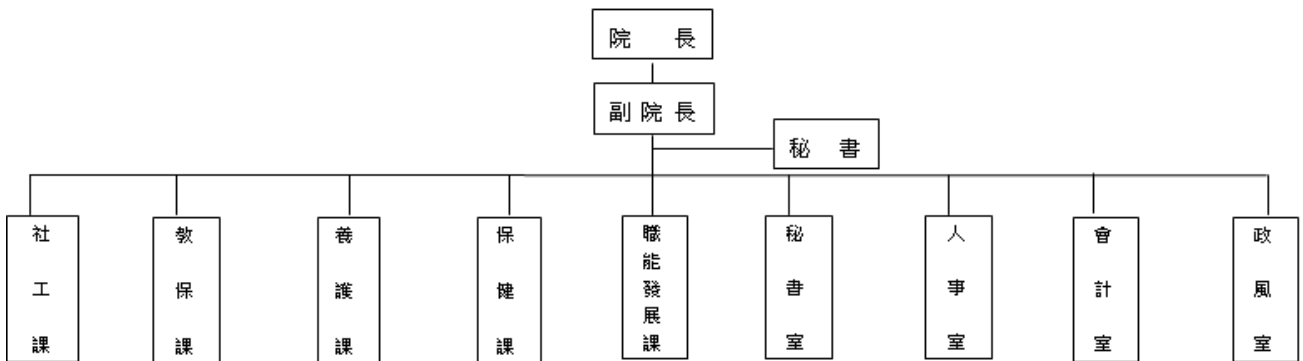 院長
副院長
秘書
社工課
教保課
養護課
保健課
職能發展課
秘書室
人事室
會計室
政風室